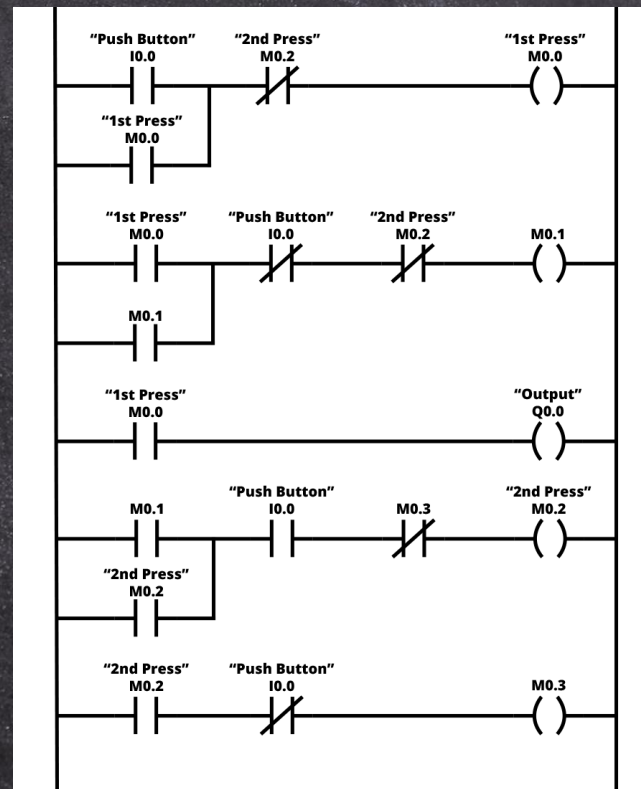 “Push Button” “2nd Press” “1st Press”
I0.0 M0.2 M0.0
“1st Press”
M0.0
“1st Press” “Push Button” “2nd Press”
M0.0 I0.0 M0.2 M0.1
M0.1
“1st Press” “Output”
M0.0 Q0.0
“Push Button” “2nd Press”
M0.1 I0.0 M0.3 M0.2
“2nd Press”
M0.2
“2nd Press” “Push Button”
M0.2 I0.0 M0.3